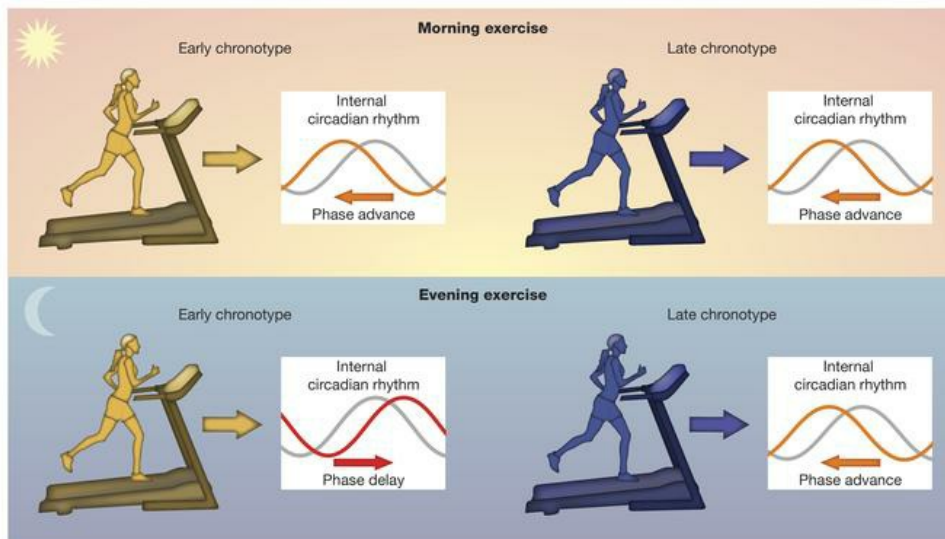 Morning exercise
Early chronotype
Late chronotype
Internal
circadian rhythm
Phase advance
Internal
circadian rhythm
Phase advance
Evening exercise
Early chronotype
Late chronotype
Internal
circadian rhythm
Phase delay
Internal
circadian rhythm
Phase advance